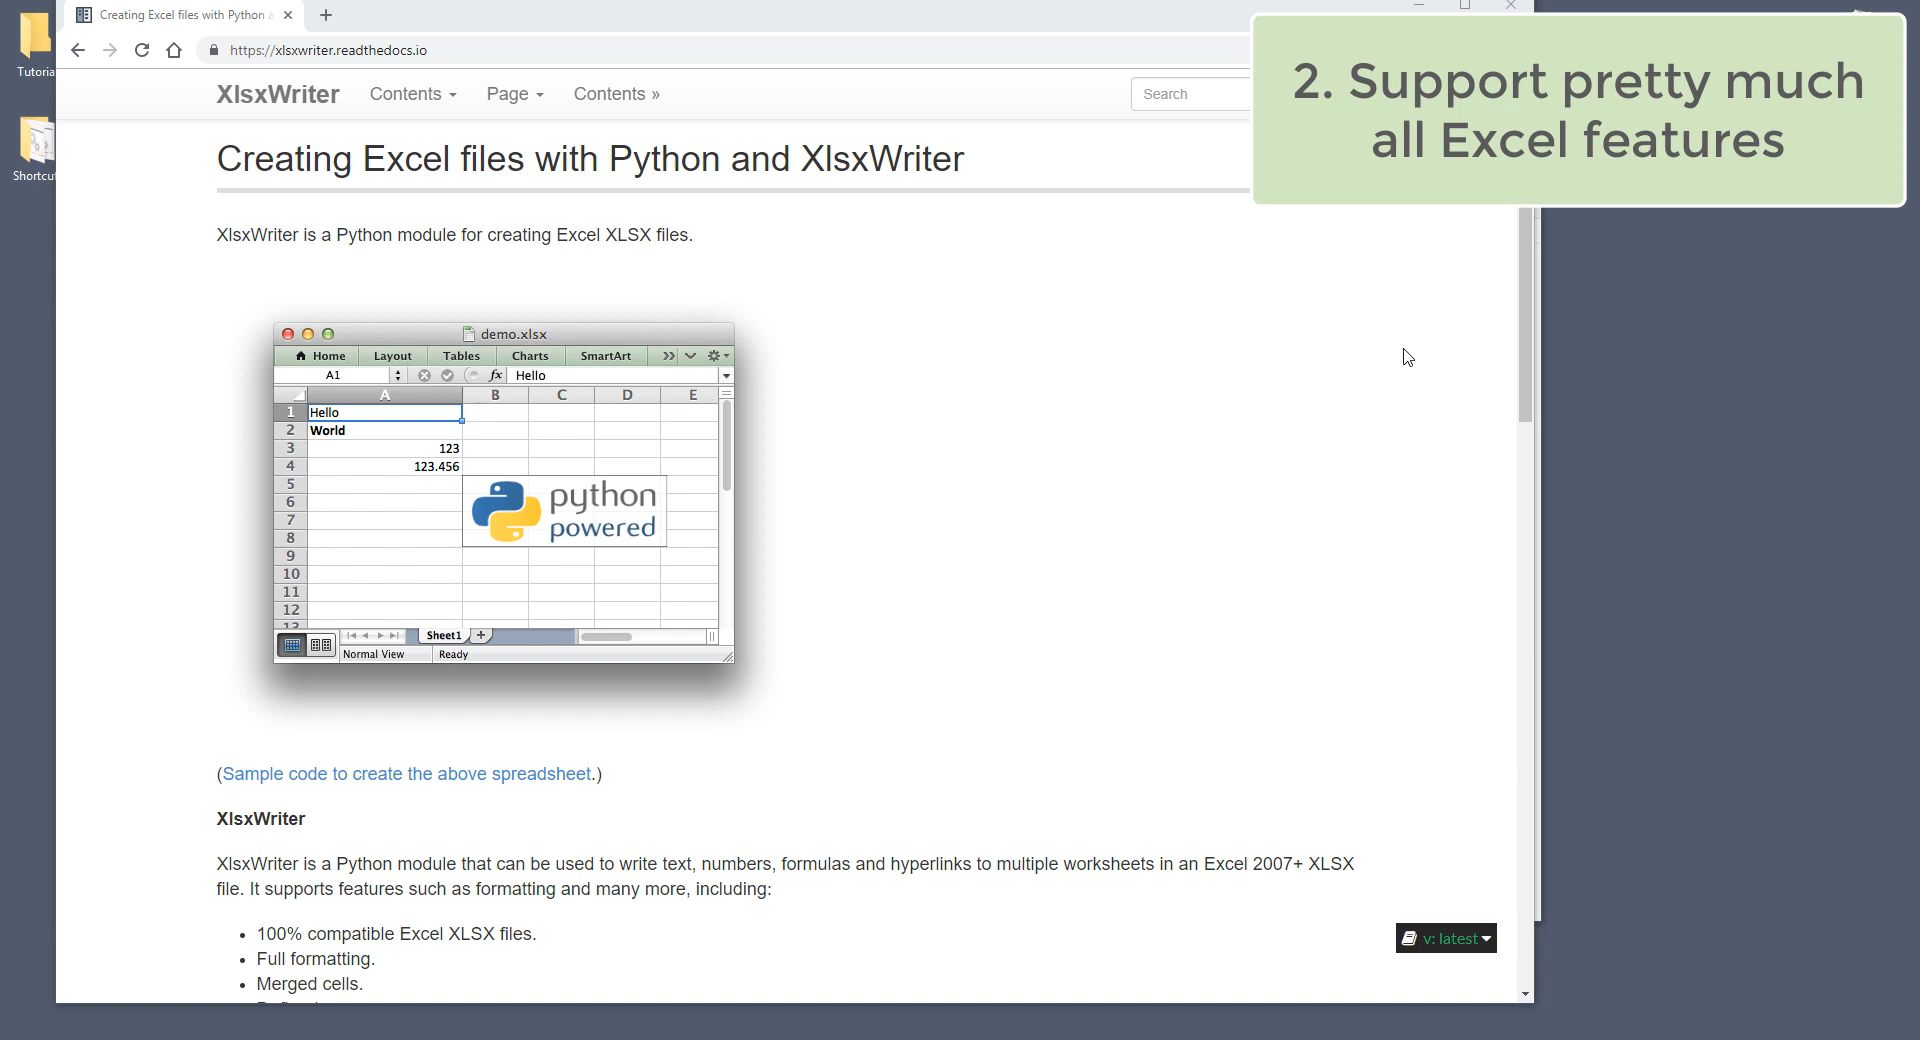 Creating Excel files with Python a
https://xlsxwriter.readthedocs.io
Tutoria
Shortcut
XlsxWriter Contents Page Contents » Search
2. Support pretty much
all Excel features
Creating Excel files with Python and XlsxWriter
XlsxWriter is a Python module for creating Excel XLSX files.
demo.xlsx
Home Layout Tables Charts SmartArt
A1 fx Hello
A B C D E
1 Hello
2 World
3 123
4 123.456
5
6
7
8
python
powered
9
10
11
12
13
Sheet1
Normal View Ready
(Sample code to create the above spreadsheet.)
XlsxWriter
XlsxWriter is a Python module that can be used to write text, numbers, formulas and hyperlinks to multiple worksheets in an Excel 2007+ XLSX
file. It supports features such as formatting and many more, including:
• 100% compatible Excel XLSX files.
• Full formatting.
• Merged cells.
v: latest